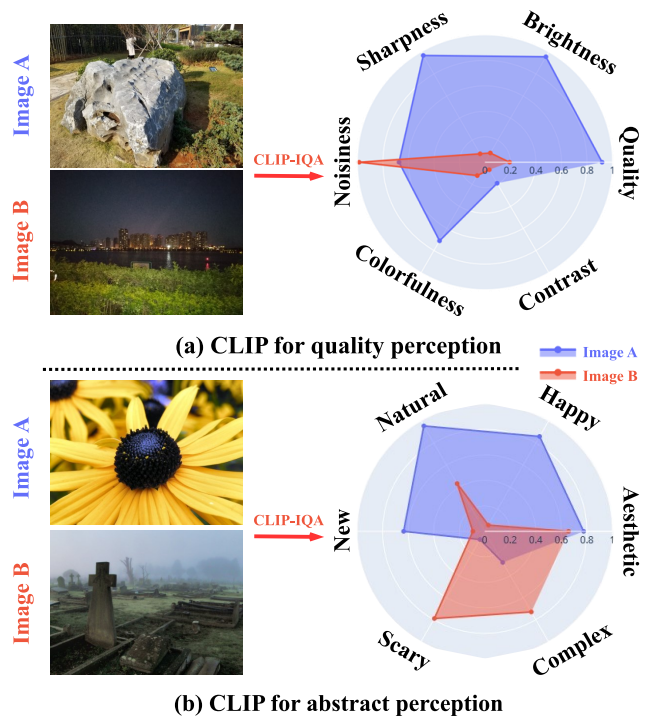 Image A
Image B
CLIP-IQA
Sharpness
Brightness
Noisiness
Quality
0 0.2 0.4 0.6 0.8 1
Colorfulness
Contrast
(a) CLIP for quality perception
Image A
Image B
Image A
Image B
CLIP-IQA
Natural
Happy
New
Aesthetic
0 0.2 0.4 0.6 0.8 1
Scary
Complex
(b) CLIP for abstract perception